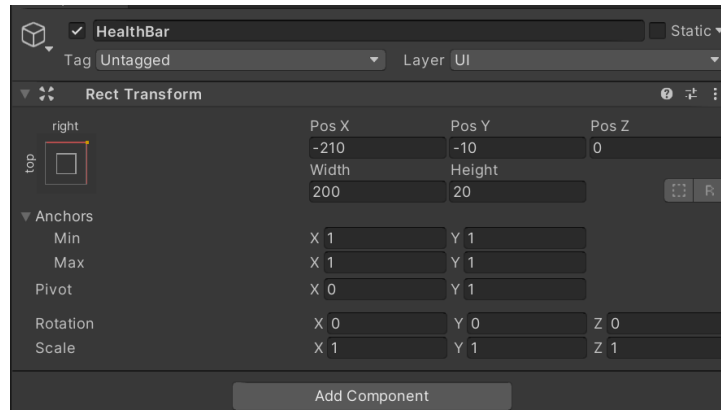 HealthBar Static
Tag Untagged Layer UI
Rect Transform
right Pos X Pos Y Pos Z
top -210 -10 0
Width Height
200 20 R
Anchors
Min X 1 Y 1
Max X 1 Y 1
Pivot X 0 Y 1
Rotation X 0 Y 0 Z 0
Scale X 1 Y 1 Z 1
Add Component